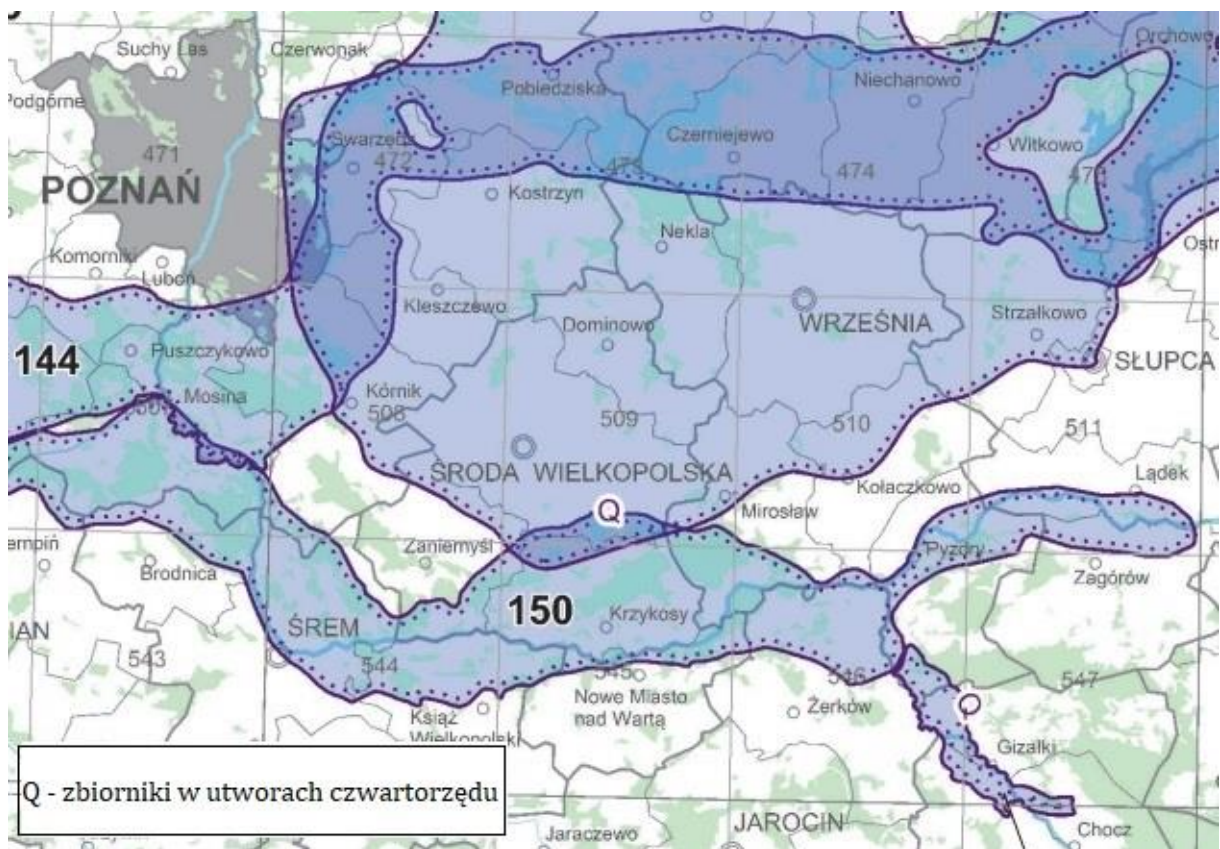 Suchy Las
Czerwonak
Orchowo
Podgórne
Pobiedziska
Niechanowo
Swarzędz
Czerniejewo
Witkowo
471
472
473
474
475
POZNAŃ
Kostrzyn
Nekla
Komorniki
Luboń
Kleszczewo
Dominowo
WRZEŚNIA
Strzałkowo
144
Puszczykowo
SŁUPCA
Mosina
Kórnik
508
509
510
511
ŚRODA WIELKOPOLSKA
Kołaczkowo
Lądek
Q
Mirosław
Zaniemyśl
Pyzdry
Brodnica
Zagórów
150
Krzykosy
ŚREM
543
544
545
546
547
Nowe Miasto
nad Wartą
Żerków
Q
Książ
Wielkopolski
Gizałki
Q - zbiorniki w utworach czwartorzędu
Jaraczewo
JAROCIN
Chocz